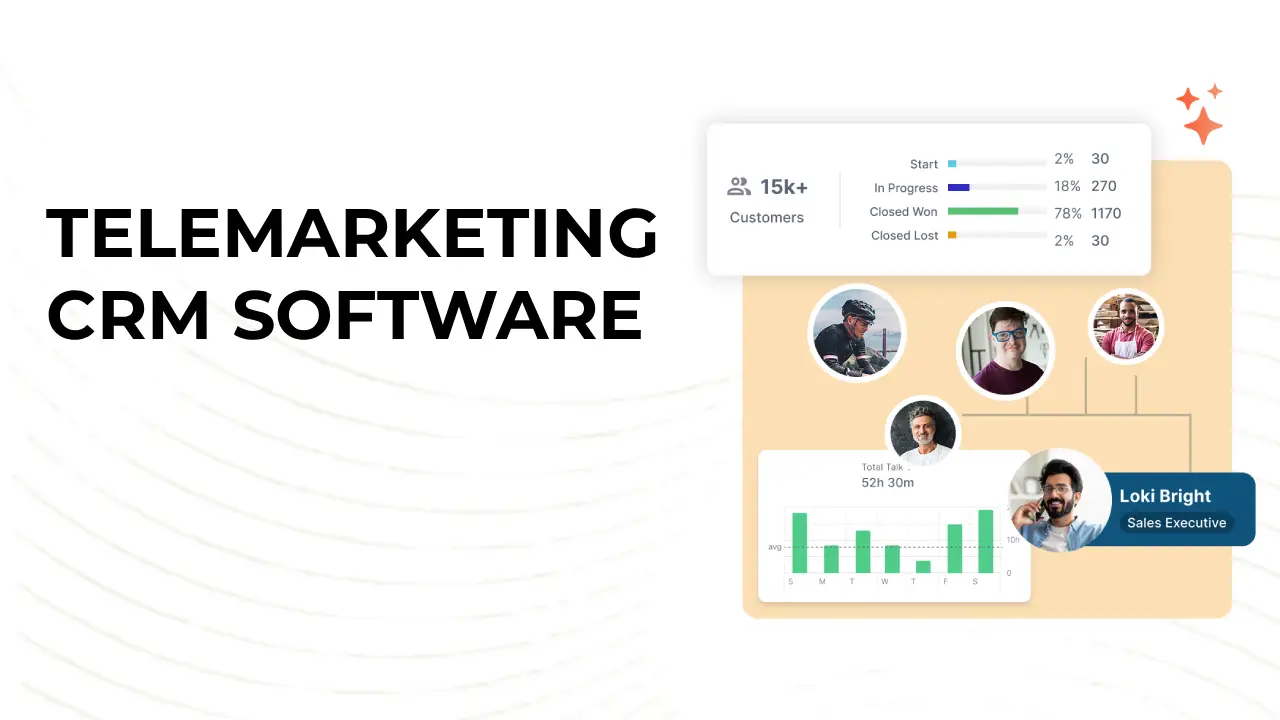 TELEMARKETING
CRM SOFTWARE
15k+
Customers
Start 2% 30
In Progress 18% 270
Closed Won 78% 1170
Closed Lost 2% 30
Total Talk
52h 30m
avg
10h
0
S M T W T F S
Loki Bright
Sales Executive